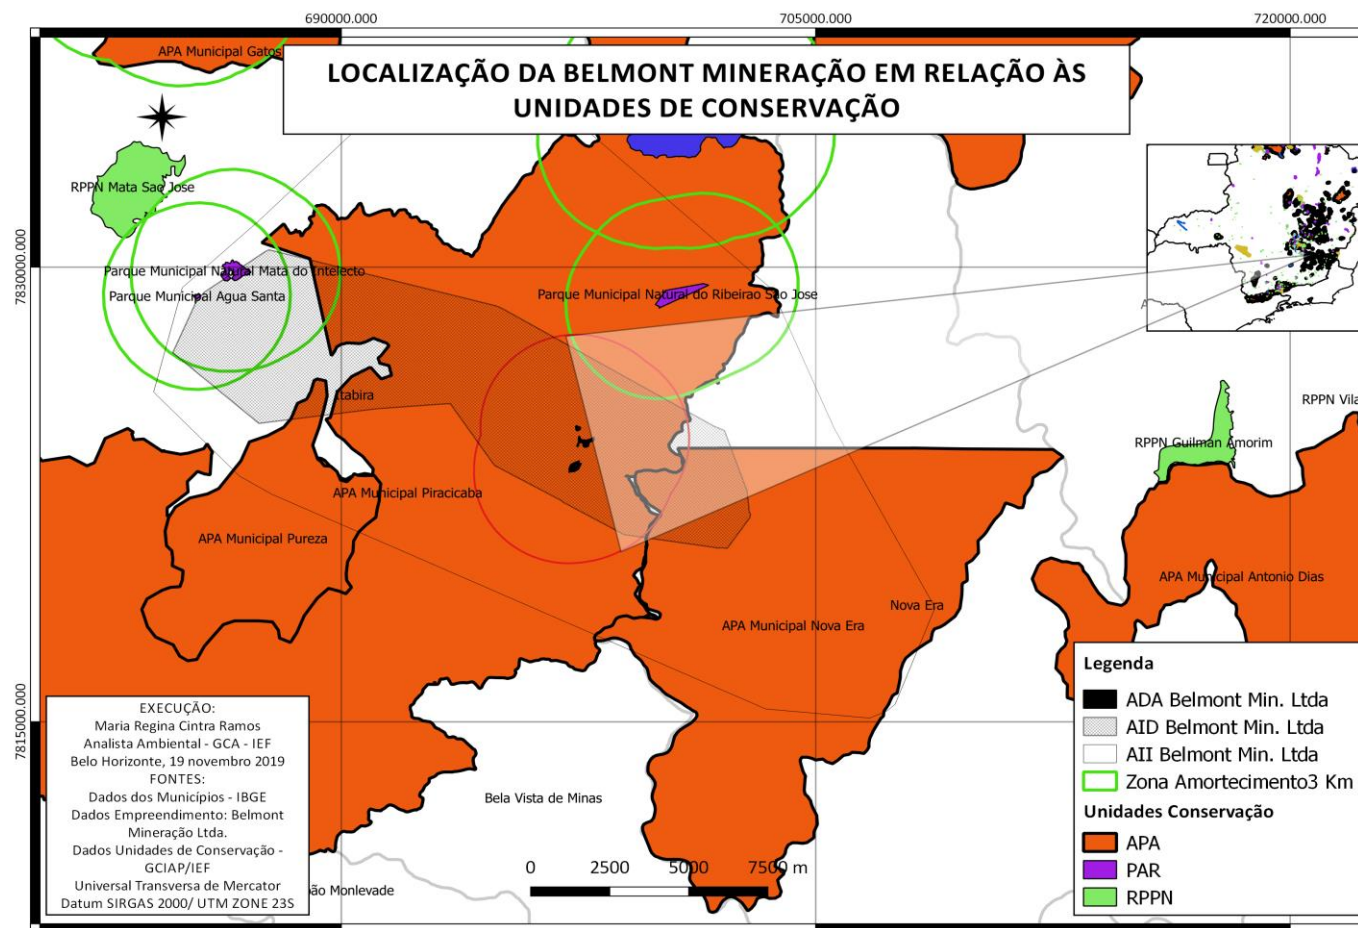 690000.000
705000.000
720000.000
APA Municipal Gatos
LOCALIZAÇÃO DA BELMONT MINERAÇÃO EM RELAÇÃO ÀS
UNIDADES DE CONSERVAÇÃO
RPPN Mata Sao Jose
7830000.000
7830000.000
Parque Municipal Natural Mata do Intelecto
Parque Municipal Agua Santa
Parque Municipal Natural do Ribeirao Sao Jose
A
Itabira
RPPN Vila
RPPN Guilman Amorim
APA Municipal Piracicaba
APA Municipal Pureza
APA Municipal Antonio Dias
Nova Era
APA Municipal Nova Era
7815000.000
Bela Vista de Minas
ão Monlevade
EXECUÇÃO:
Maria Regina Cintra Ramos
Analista Ambiental - GCA - IEF
Belo Horizonte, 19 novembro 2019
FONTES:
Dados dos Municípios - IBGE
Dados Empreendimento: Belmont
Mineração Ltda.
Dados Unidades de Conservação -
GCIAP/IEF
Universal Transversa de Mercator
Datum SIRGAS 2000/ UTM ZONE 23S
0 2500 5000 7500 m
Legenda
ADA Belmont Min. Ltda
AID Belmont Min. Ltda
AII Belmont Min. Ltda
Zona Amortecimento3 Km
Unidades Conservação
APA
PAR
RPPN